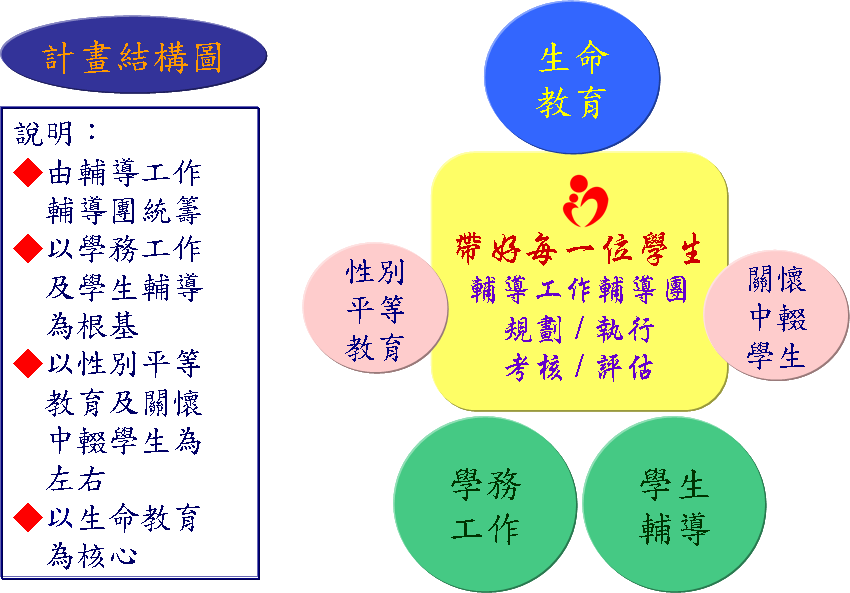 計畫結構圖
說明：
◆由輔導工作
輔導團統籌
◆以學務工作
及學生輔導
為根基
◆以性別平等
教育及關懷
中輟學生為
左右
◆以生命教育
為核心
生命
教育
帶好每一位學生
輔導工作輔導團
規劃/執行
考核/評估
性別
平等
教育
關懷
中輟
學生
學務
工作
學生
輔導